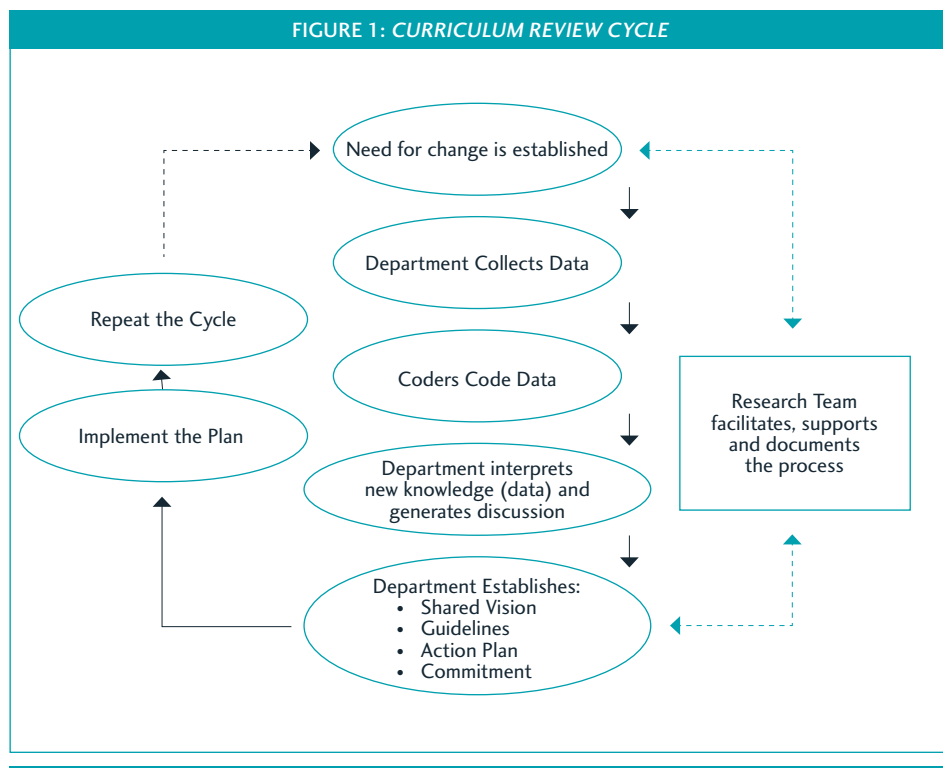 FIGURE 1: CURRICULUM REVIEW CYCLE
Need for change is established
Department Collects Data
Repeat the Cycle
Coders Code Data
Implement the Plan
Department interprets
new knowledge (data) and
generates discussion
Research Team
facilitates, supports
and documents
the process
Department Establishes:
• Shared Vision
• Guidelines
• Action Plan
• Commitment